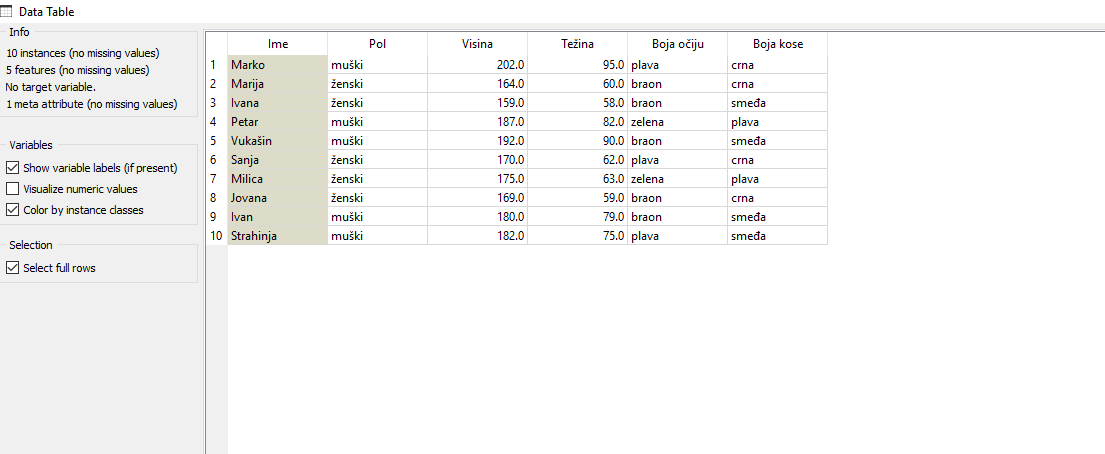 Data Table
Info
10 instances (no missing values)
5 features (no missing values)
No target variable.
1 meta attribute (no missing values)
Variables
Show variable labels (if present)
Visualize numeric values
Color by instance classes
Selection
Select full rows
Ime Pol Visina Težina Boja očiju Boja kose
1 Marko muški 202.0 95.0 plava crna
2 Marija ženski 164.0 60.0 braon crna
3 Ivana ženski 159.0 58.0 braon smeđa
4 Petar muški 187.0 82.0 zelena plava
5 Vukašin muški 192.0 90.0 braon smeđa
6 Sanja ženski 170.0 62.0 plava crna
7 Milica ženski 175.0 63.0 zelena plava
8 Jovana ženski 169.0 59.0 braon crna
9 Ivan muški 180.0 79.0 braon smeđa
10 Strahinja muški 182.0 75.0 plava smeđa